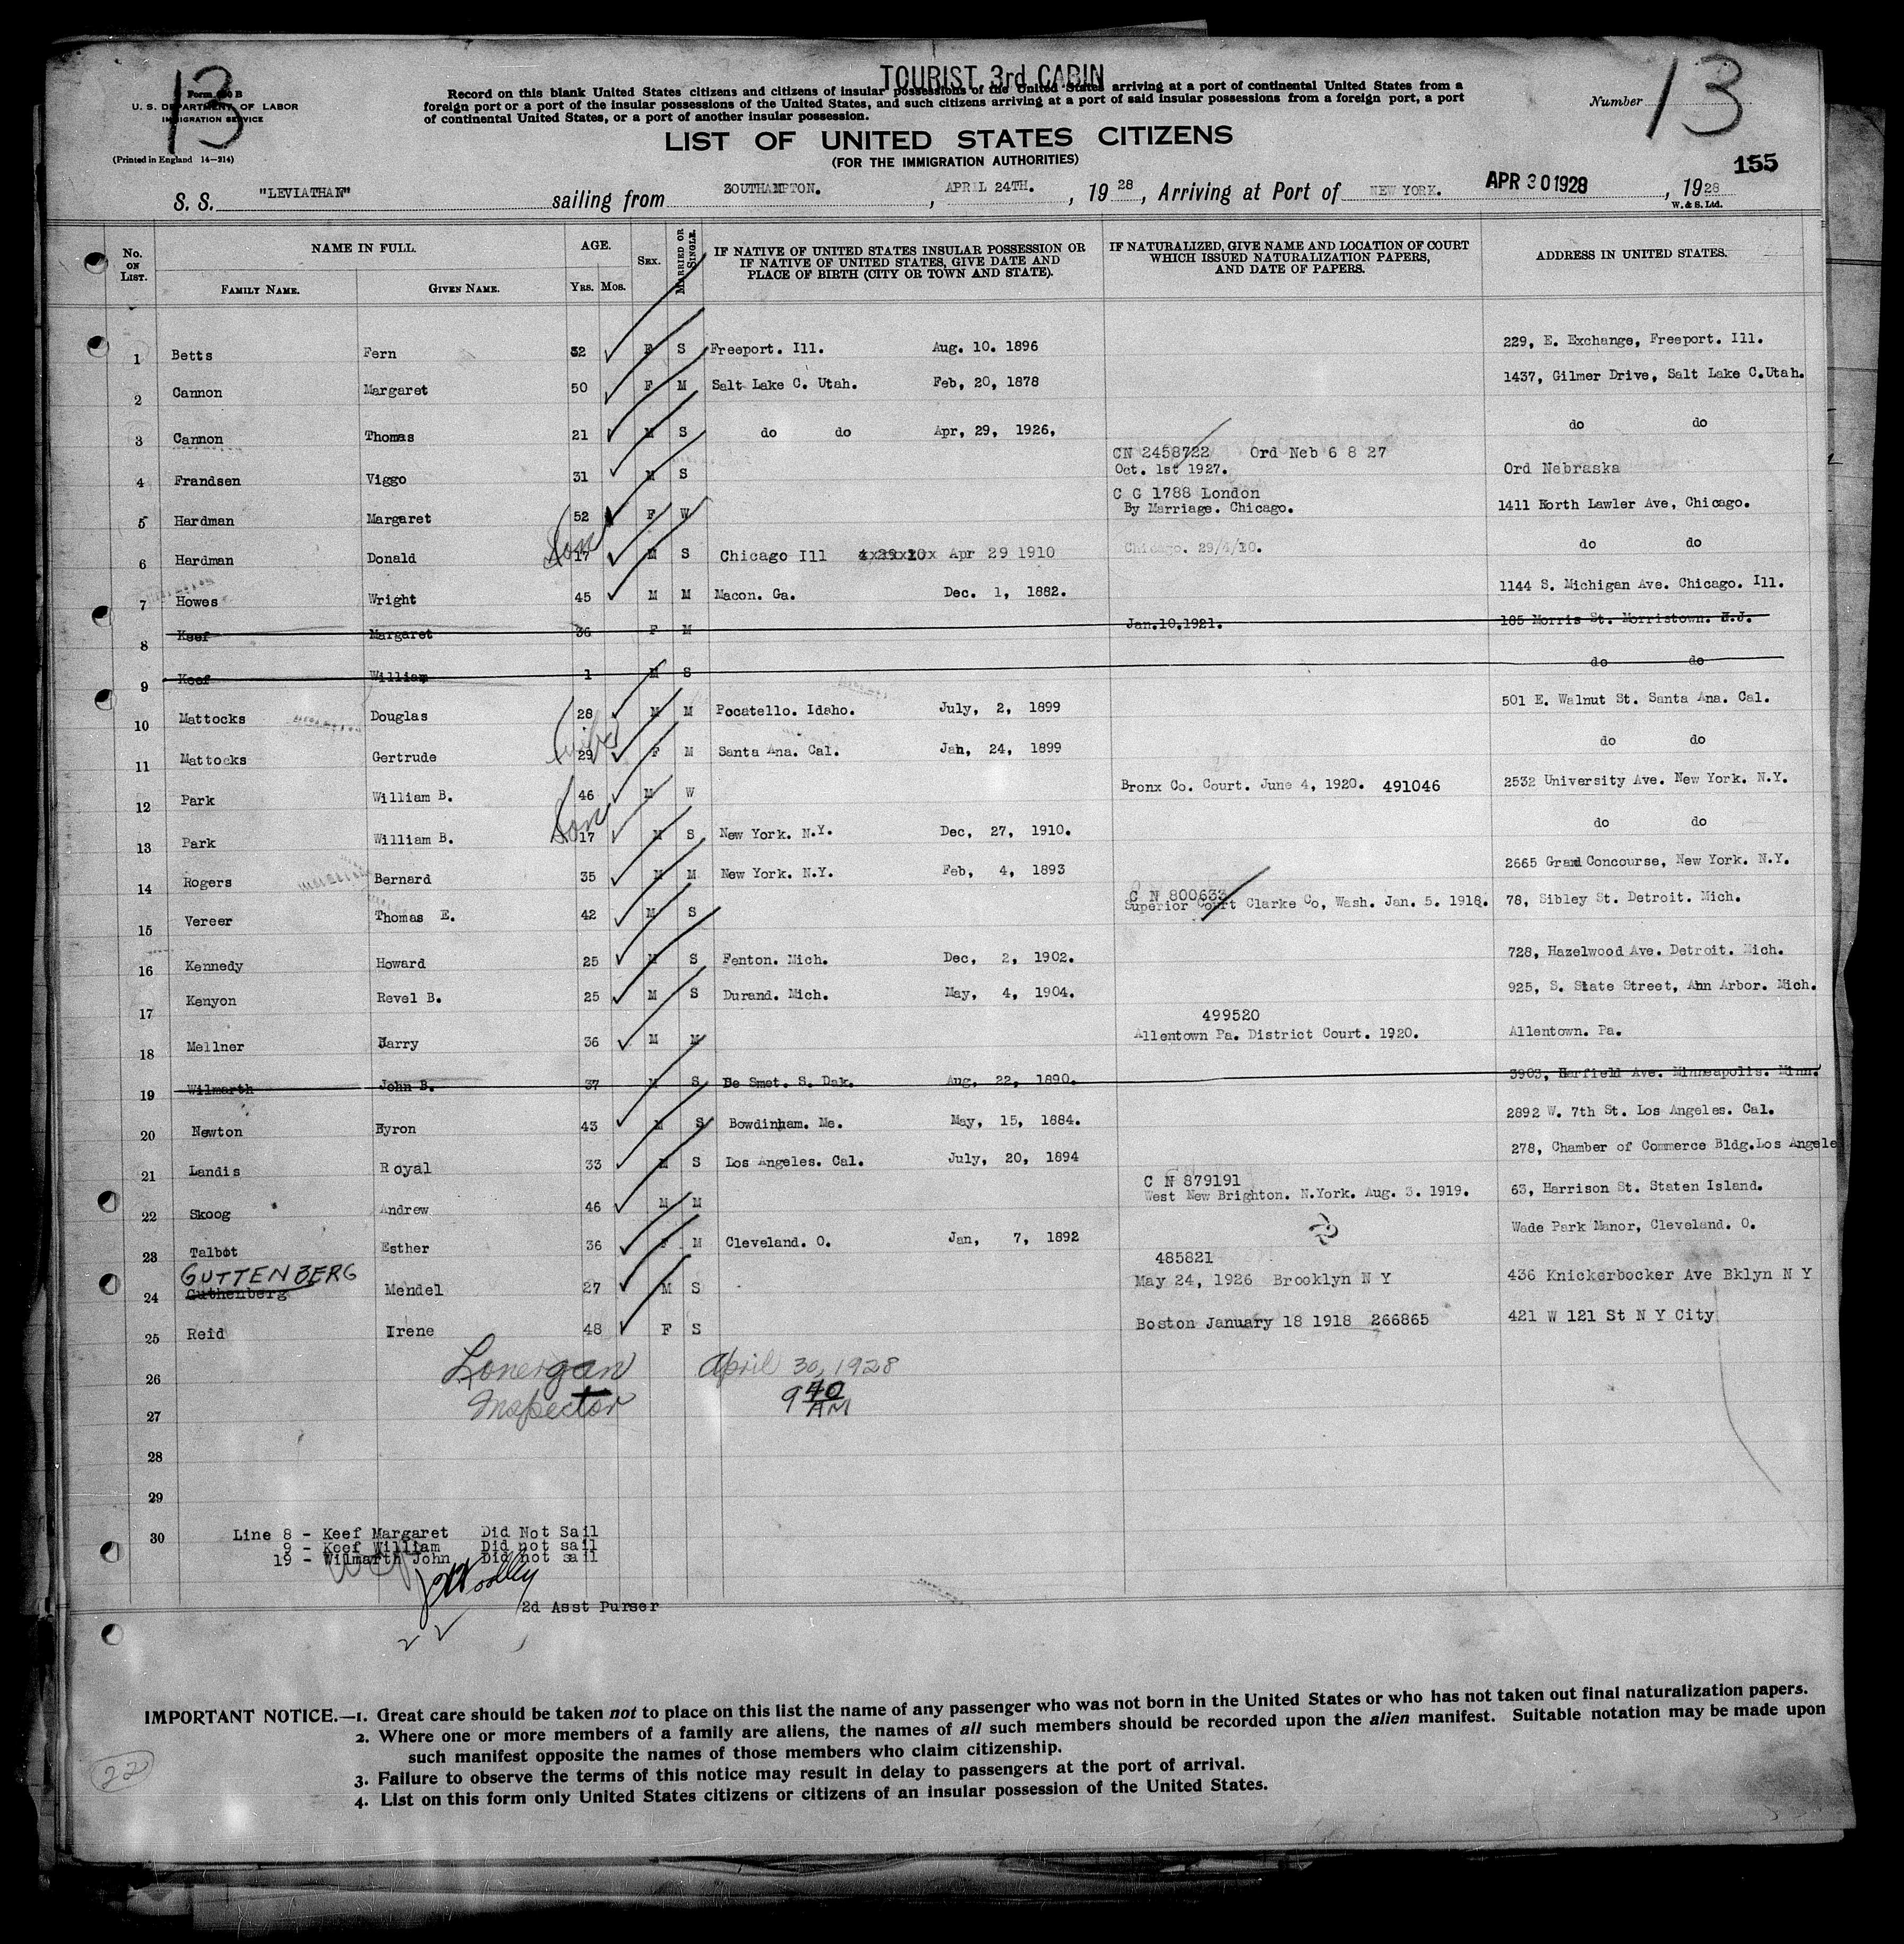 TOURIST 3rd CABIN
13
13
Form 630 B
U. S. DEPARTMENT OF LABOR
IMMIGRATION SERVICE
(Printed in England 14—214)
Record on this blank United States citizens and citizens of insular possessions of the United States arriving at a port of continental United States from a
foreign port or a port of the insular possessions of the United States, and such citizens arriving at a port of said insular possessions from a foreign port, a port
of continental United States, or a port of another insular possession.
Number
LIST OF UNITED STATES CITIZENS
(FOR THE IMMIGRATION AUTHORITIES)
155
S. S. "LEVIATHAN" sailing from SOUTHAMPTON. , APRIL 24TH. , 19 28 , Arriving at Port of NEW YORK. APR 30 1928 , 1928
W. & S. Ltd.
No. ON LIST. NAME IN FULL. AGE. SEX. MARRIED OR SINGLE. IF NATIVE OF UNITED STATES INSULAR POSSESSION OR IF NATIVE OF UNITED STATES, GIVE DATE AND PLACE OF BIRTH (CITY OR TOWN AND STATE). IF NATURALIZED, GIVE NAME AND LOCATION OF COURT WHICH ISSUED NATURALIZATION PAPERS, AND DATE OF PAPERS. ADDRESS IN UNITED STATES.
FAMILY NAME. GIVEN NAME. YRS. MOS.
1 Betts Fern 32 F S Freeport. Ill. Aug. 10. 1896 229, E. Exchange, Freeport. Ill.
2 Cannon Margaret 50 F M Salt Lake C. Utah. Feb, 20, 1878 1437, Gilmer Drive, Salt Lake C.Utah.
3 Cannon Thomas 21 M S do do Apr, 29, 1926, do do
CN 2458722 Ord Neb 6 8 27
4 Frandsen Viggo 31 M S Oct. 1st 1927. Ord Nebraska
C C 1788 London
5 Hardman Margaret 52 F W By Marriage. Chicago. 1411 North Lawler Ave, Chicago.
Son
6 Hardman Donald 17 M S Chicago Ill Apr 29 1910 Chicago. 29/4/10. do do
7 Howes Wright 45 M M Macon. Ga. Dec. 1, 1882. 1144 S. Michigan Ave. Chicago. Ill.
8 Keef Margaret 36 F M Jan.10.1921. 185 Morris St. Morristown. N.J.
9 Keef William 1 M S do do
10 Mattocks Douglas 28 M M Pocatello. Idaho. July, 2, 1899 501 E. Walnut St. Santa Ana. Cal.
wife
11 Mattocks Gertrude 29 F M Santa Ana. Cal. Jan, 24, 1899 do do
12 Park William B. 46 M W Bronx Co. Court. June 4, 1920. 491046 2532 University Ave. New York. N.Y.
Son
13 Park William B. 17 M S New York. N.Y. Dec, 27, 1910. do do
14 Rogers Bernard 35 M M New York. N.Y. Feb, 4, 1893 2665 Grand Concourse, New York. N.Y.
C N 800633
15 Vereer Thomas E. 42 M S Superior Court Clarke Co, Wash. Jan. 5. 1918. 78, Sibley St. Detroit. Mich.
16 Kennedy Howard 25 M S Fenton. Mich. Dec, 2, 1902. 728, Hazelwood Ave. Detroit. Mich.
17 Kenyon Revel B. 25 M S Durand. Mich. May, 4, 1904. 925, S. State Street, Ann Arbor. Mich.
499520
18 Mellner Harry 36 M M Allentown Pa. District Court. 1920. Allentown. Pa.
19 Wilmarth John B. 37 M S De Smet. S. Dak. Aug, 22, 1890. 3903, Garfield Ave. Minneapolis. Minn.
20 Newton Byron 43 M S Bowdinham. Me. May, 15, 1884. 2892 W. 7th St. Los Angeles. Cal.
21 Landis Royal 33 M S Los Angeles. Cal. July, 20, 1894 278, Chamber of Commerce Bldg.Los Angele
C N 879191
22 Skoog Andrew 46 M M West New Brighton. N.York. Aug. 3. 1919. 63, Harrison St. Staten Island.
23 Talbot Esther 36 F M Cleveland. O. Jan, 7, 1892 Wade Park Manor, Cleveland. O.
GUTTENBERG 485821
24 Guthenberg Mendel 27 M S May 24, 1926 Brooklyn N Y 436 Knickerbocker Ave Bklyn N Y
25 Reid Irene 48 F S Boston January 18 1918 266865 421 W 121 St N Y City
26 Lonergan April 30, 1928
27 Inspector 9 40 AM
28
29
30
Line 8 - Keef Margaret Did Not Sail
9 - Keef William Did not sail
19 - Wilmarth John Did not sail
2d Asst Purser
IMPORTANT NOTICE.—1. Great care should be taken not to place on this list the name of any passenger who was not born in the United States or who has not taken out final naturalization papers.
2. Where one or more members of a family are aliens, the names of all such members should be recorded upon the alien manifest. Suitable notation may be made upon
such manifest opposite the names of those members who claim citizenship.
3. Failure to observe the terms of this notice may result in delay to passengers at the port of arrival.
4. List on this form only United States citizens or citizens of an insular possession of the United States.
22